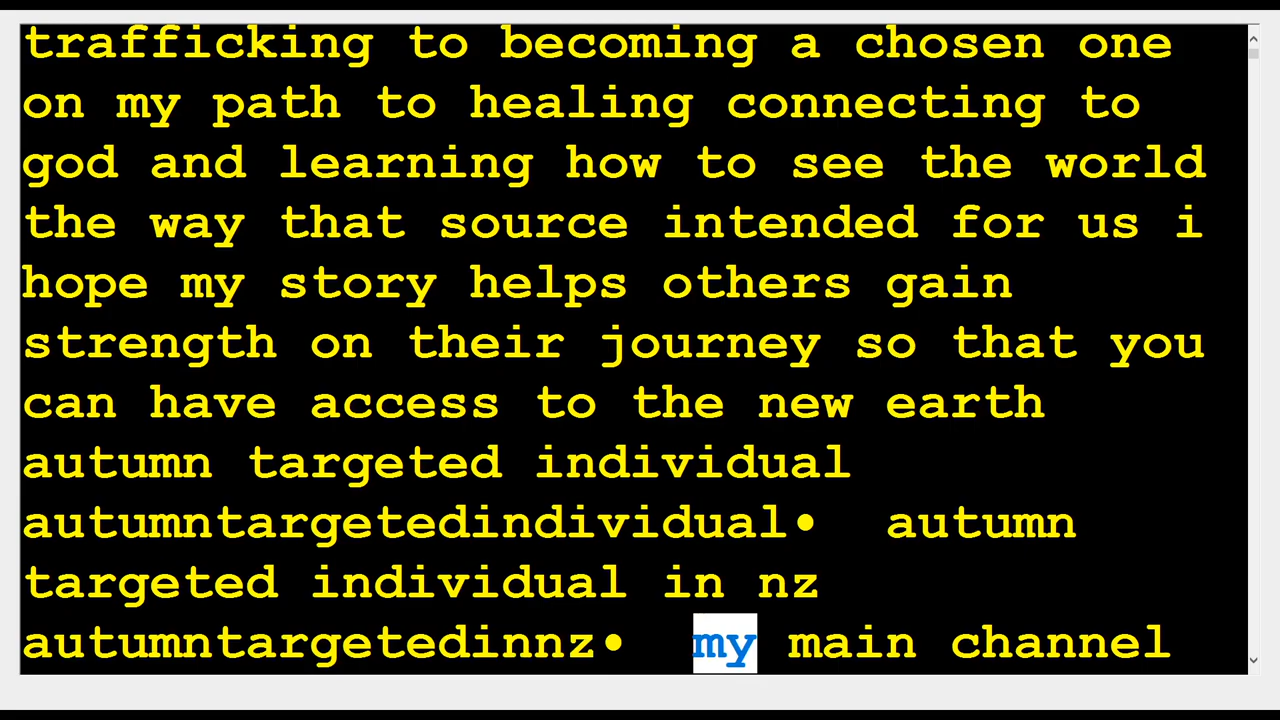 trafficking to becoming a chosen one
on my path to healing connecting to
god and learning how to see the world
the way that source intended for us i
hope my story helps others gain
strength on their journey so that you
can have access to the new earth
autumn targeted individual
autumntargetedindividual•  autumn
targeted individual in nz
autumntargetedinnz•  my main channel